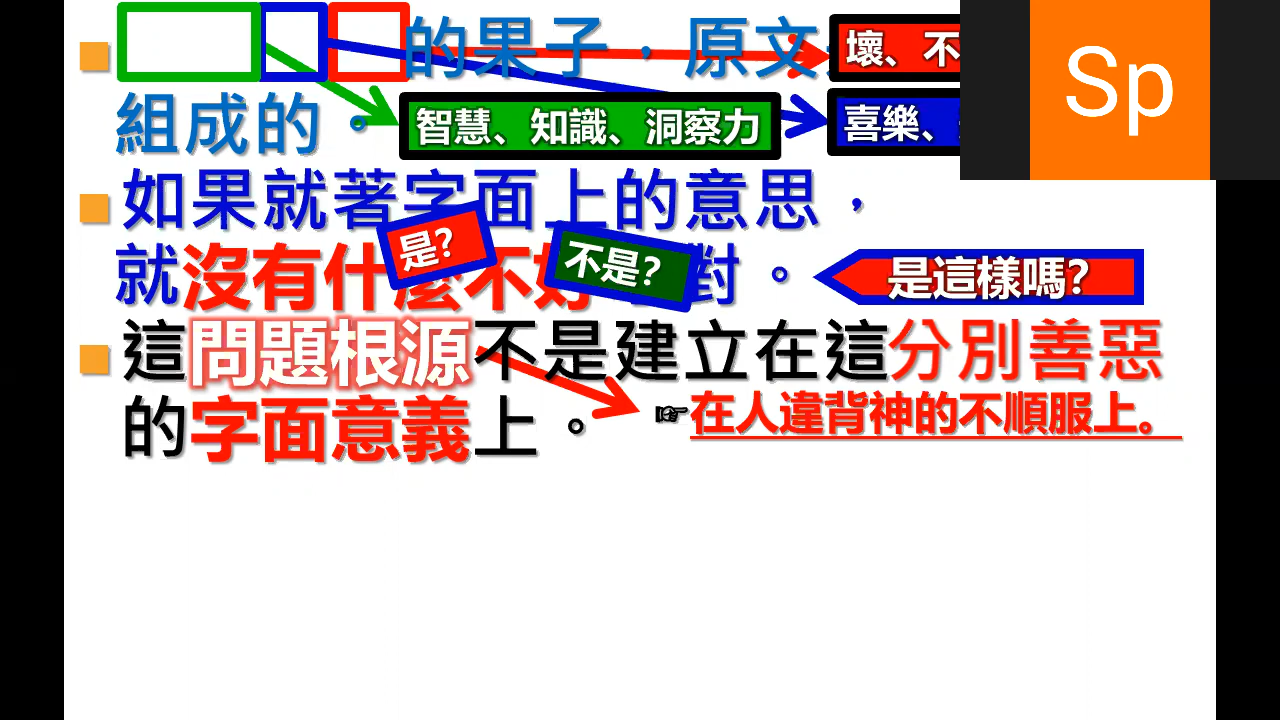 的果子，原文
壞、不
組成的。
智慧、知識、洞察力
喜樂、
Sp
如果就著字面上的意思，
是?
不是?
就沒有什麼不好 對。
是這樣嗎?
這問題根源不是建立在這分別善惡
的字面意義上。
☞在人違背神的不順服上。